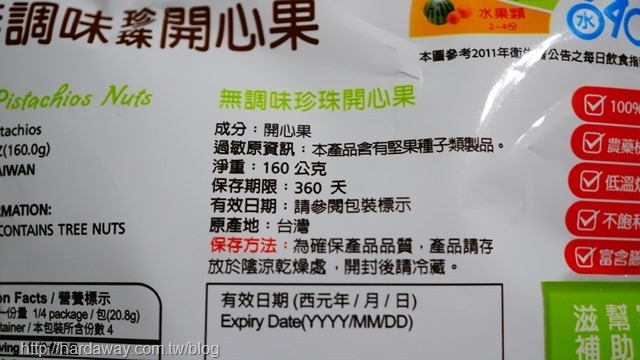 調味珍珠開心果
水果類
2~4份
水
本圖參考2011年衛生署公告之每日飲食指
Pistachios Nuts
無調味珍珠開心果
tachios
成分：開心果
過敏原資訊：本產品含有堅果種子類製品。
Z(160.0g)
淨重：160 公克
AIWAN
保存期限：360 天
有效日期：請參閱包裝標示
RMATION:
原產地：台灣
CONTAINS TREE NUTS
保存方法：為確保產品品質，產品請存
放於陰涼乾燥處，開封後請冷藏。
100%
農藥
低溫
不飽和
富含膳
on Facts / 營養標示
一份量 1/4 package / 包(20.8g)
tainer / 本包裝所含份數 4
ving
有效日期 (西元年 / 月 / 日)
Expiry Date(YYYY/MM/DD)
滋
補
幫
助
http://hardaway.com.tw/blog